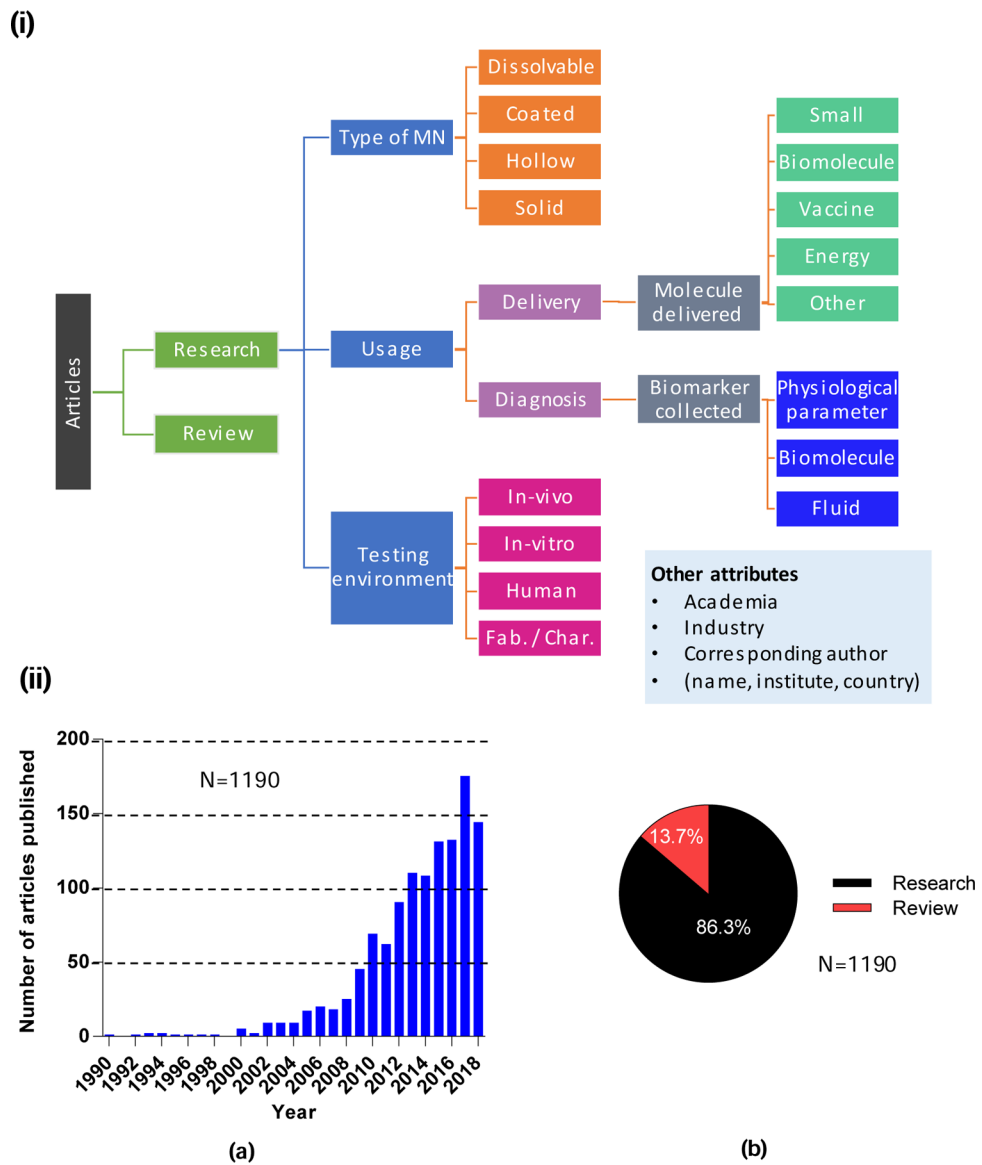 (i)
Articles
Research
Review
Type of MN
Usage
Testing
environment
Dissolvable
Coated
Hollow
Solid
Delivery
Diagnosis
In-vivo
In-vitro
Human
Fab./ Char.
Molecule
delivered
Biomarker
collected
Small
Biomolecule
Vaccine
Energy
Other
Physiological
parameter
Biomolecule
Fluid
Other attributes
• Academia
• Industry
• Corresponding author
• (name, institute, country)
(ii)
Number of articles published
200
150
100
50
0
N=1190
1990
1992
1994
1996
1998
2000
2002
2004
2006
2008
2010
2012
2014
2016
2018
Year
(a)
13.7%
86.3%
Research
Review
N=1190
(b)